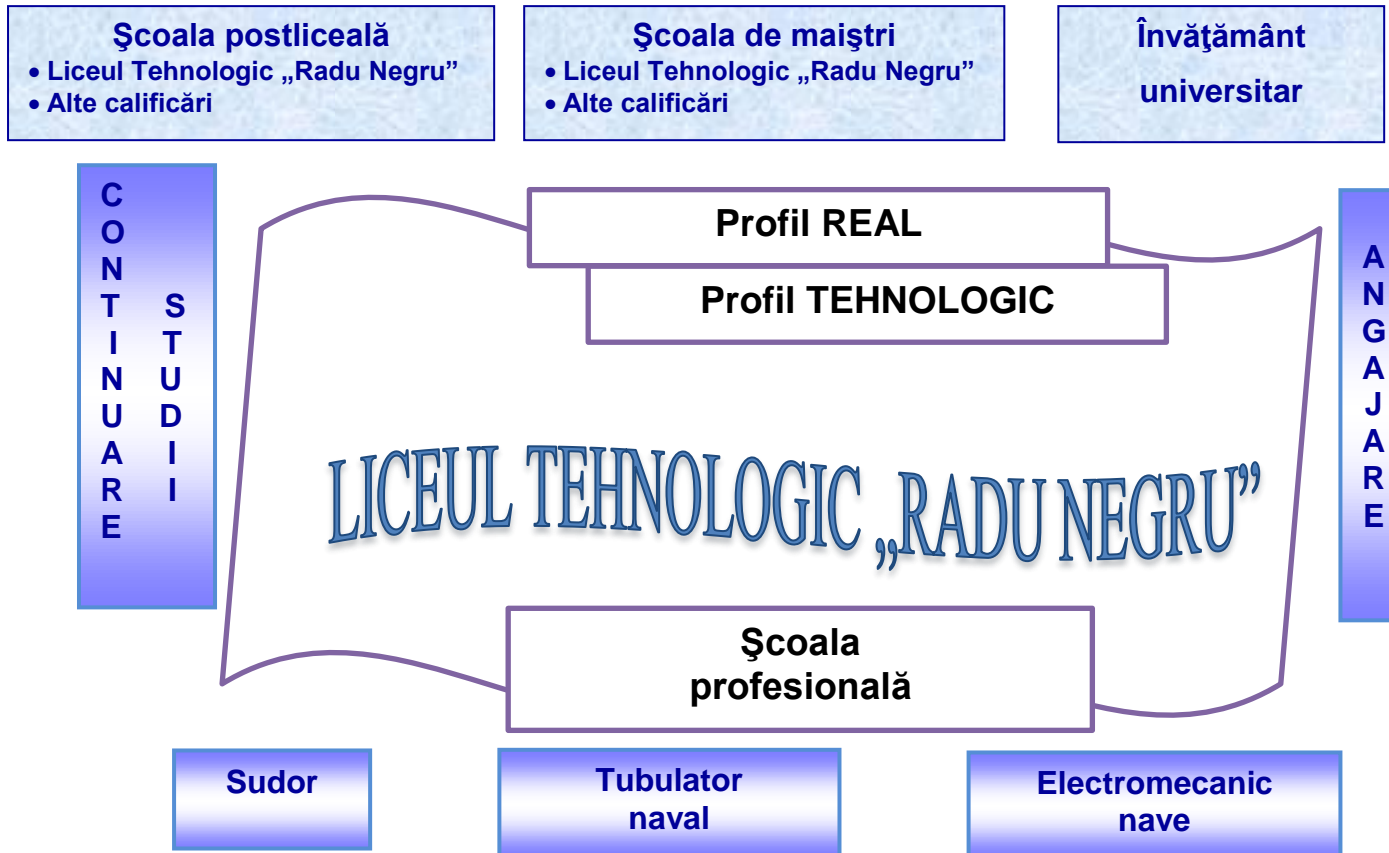 Şcoala postliceală
• Liceul Tehnologic „Radu Negru”
• Alte calificări
Şcoala de maiştri
• Liceul Tehnologic „Radu Negru”
• Alte calificări
Învăţământ
universitar
CONTINUARE
STUDII
Profil REAL
Profil TEHNOLOGIC
LICEUL TEHNOLOGIC „RADU NEGRU”
ANGAJARE
Şcoala
profesională
Sudor
Tubulator
naval
Electromecanic
nave